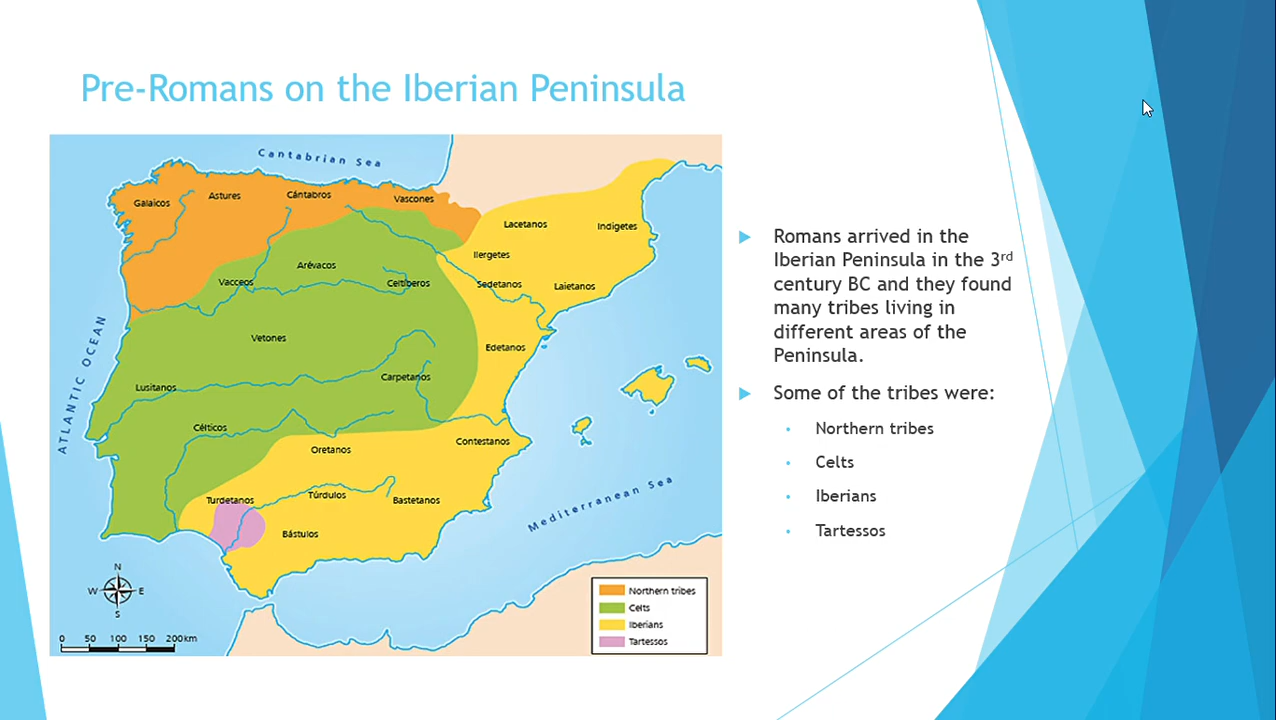 Pre-Romans on the Iberian Peninsula
Cantabrian Sea
Galaicos
Astures
Cántabros
Vascones
Lacetanos
Indigetes
Ilergetes
Arévacos
Vacceos
Celtíberos
Sedetanos
Laietanos
Vetones
Edetanos
ATLANTIC OCEAN
Lusitanos
Carpetanos
Célticos
Oretanos
Contestanos
Turdetanos
Túrdulos
Bastetanos
Mediterranean Sea
Bástulos
N
W E
S
0 50 100 150 200km
Northern tribes
Celts
Iberians
Tartessos
Romans arrived in the
Iberian Peninsula in the 3rd
century BC and they found
many tribes living in
different areas of the
Peninsula.
Some of the tribes were:
Northern tribes
Celts
Iberians
Tartessos